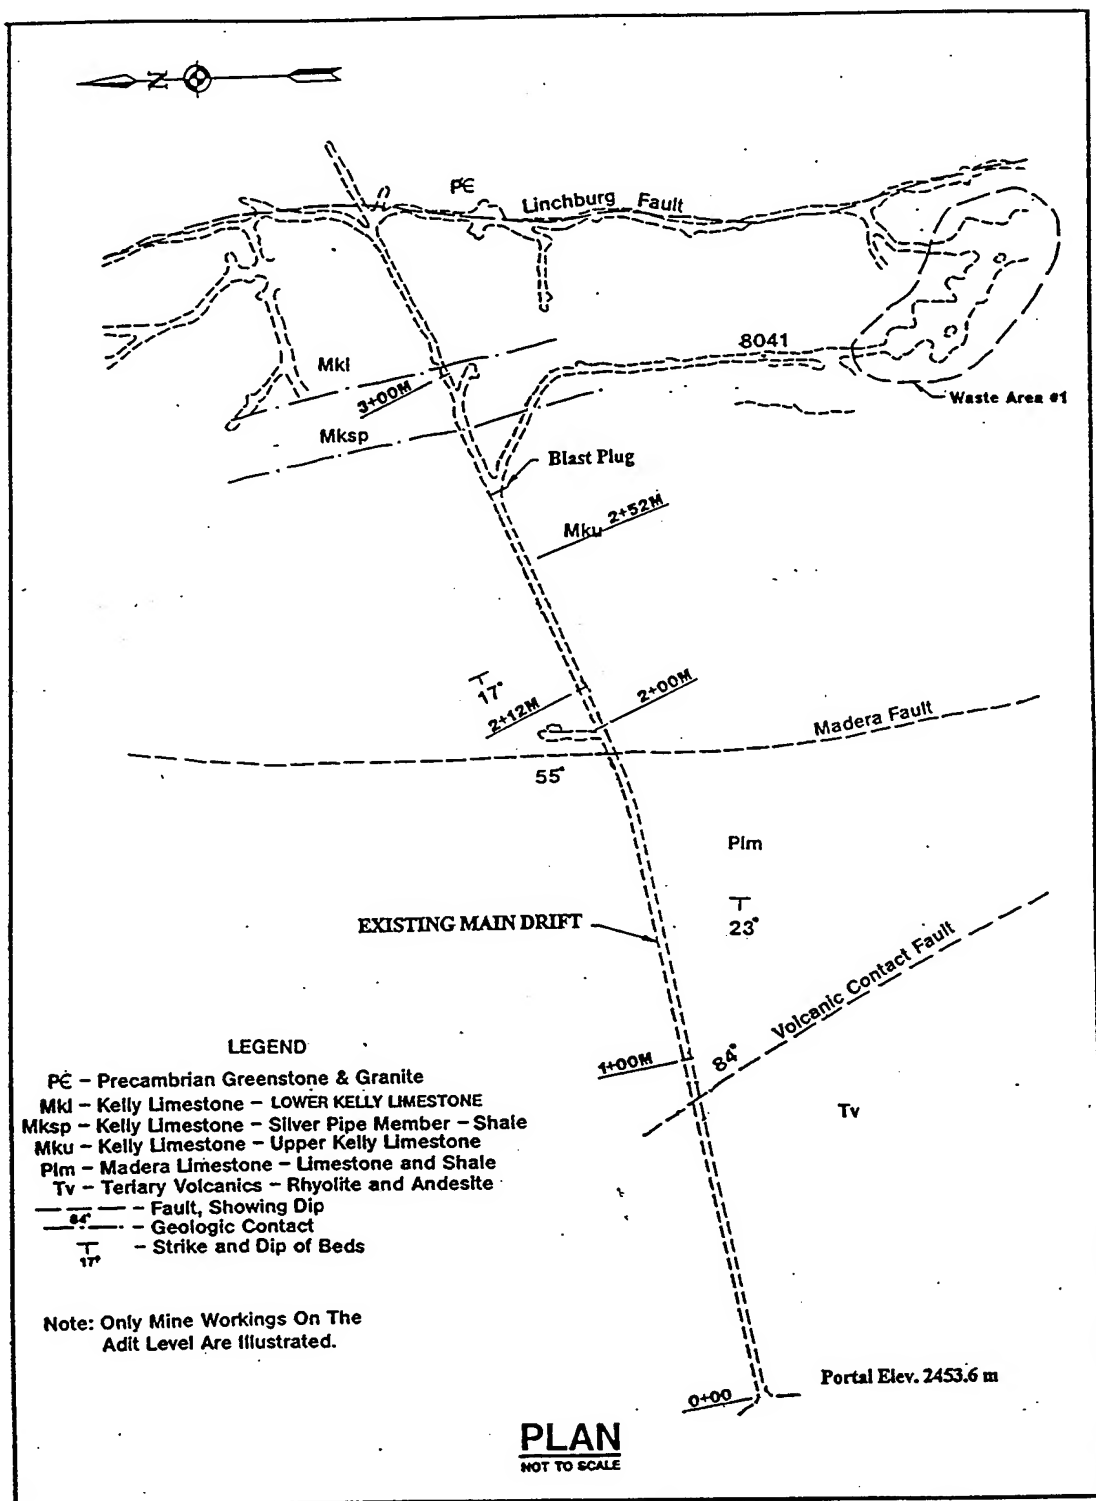 N
PЄ
Linchburg Fault
8041
Mkl
3+00M
Waste Area #1
Mksp
Blast Plug
2+52M
Mku
17°
2+12M
2+00M
Madera Fault
55°
Plm
23°
EXISTING MAIN DRIFT
Volcanic Contact Fault
84°
1+00M
Tv
LEGEND
PЄ - Precambrian Greenstone & Granite
Mkl - Kelly Limestone - LOWER KELLY LIMESTONE
Mksp - Kelly Limestone - Silver Pipe Member - Shale
Mku - Kelly Limestone - Upper Kelly Limestone
Plm - Madera Limestone - Limestone and Shale
Tv - Tertiary Volcanics - Rhyolite and Andesite
84° - Fault, Showing Dip
- Geologic Contact
17° - Strike and Dip of Beds
Note: Only Mine Workings On The
Adit Level Are Illustrated.
Portal Elev. 2453.6 m
0+00
PLAN
NOT TO SCALE